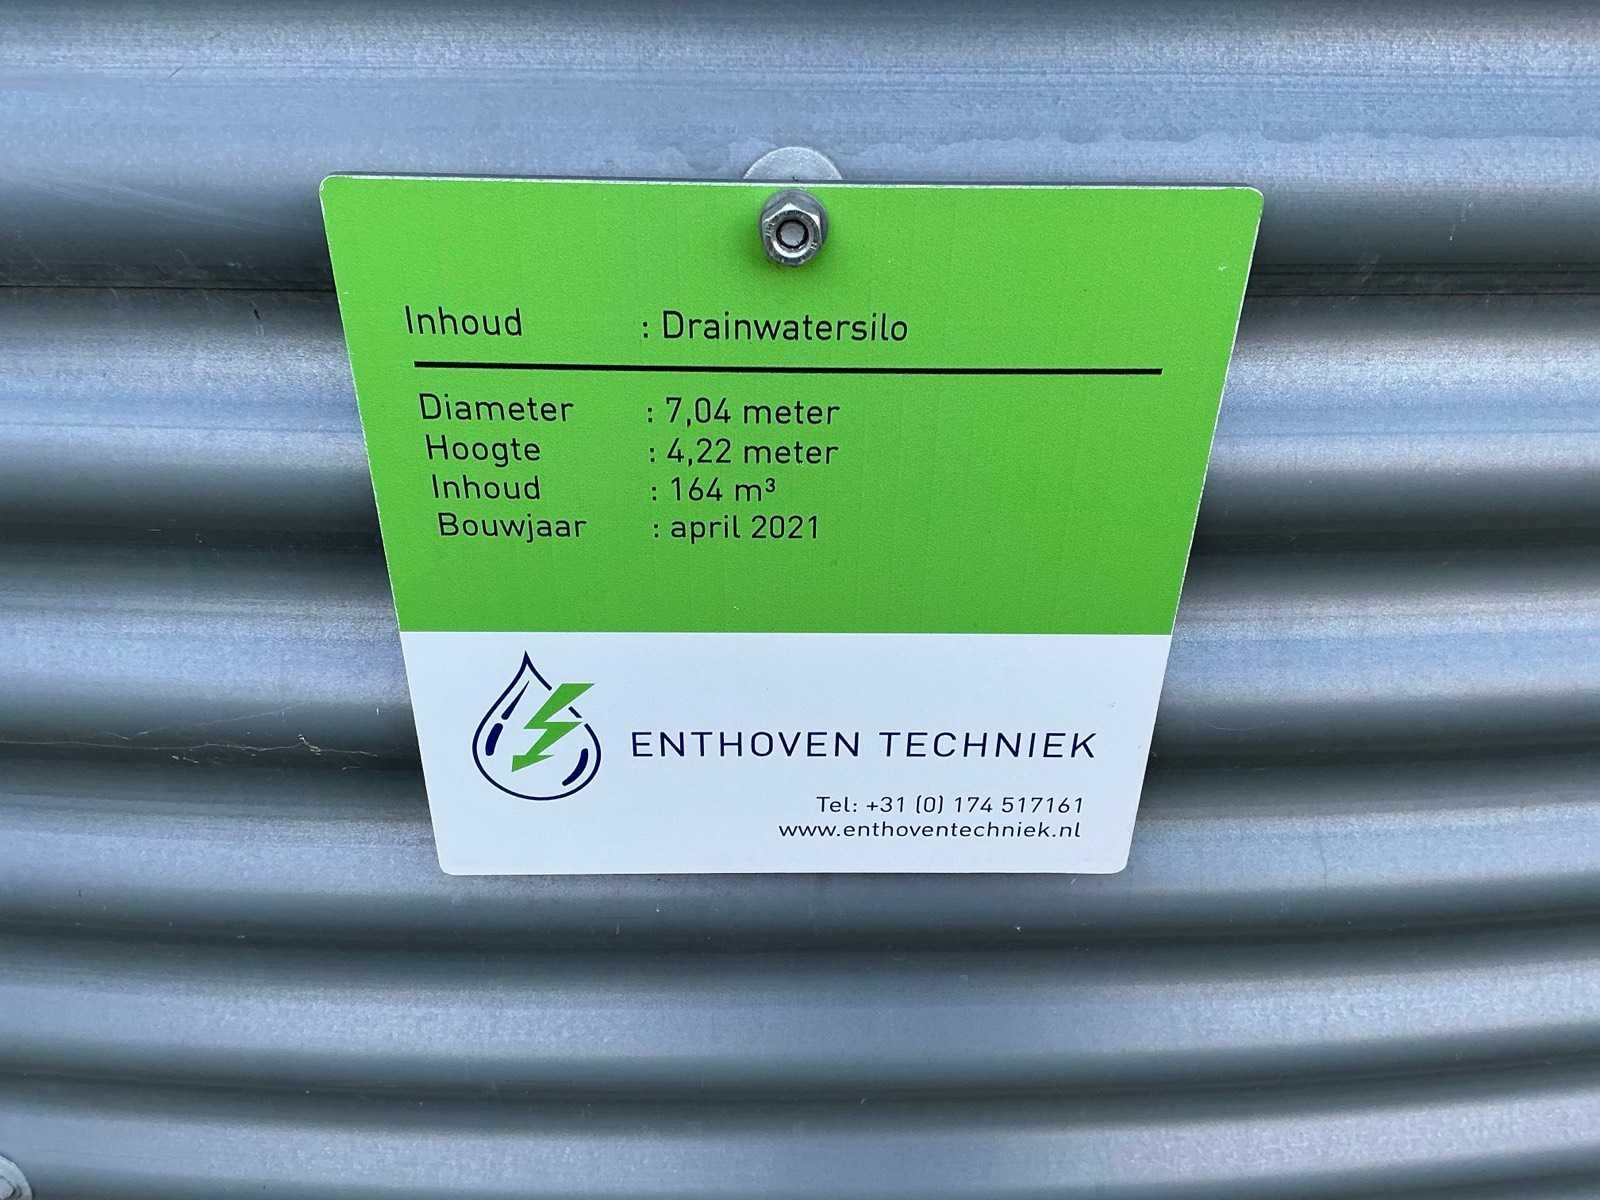 Inhoud : Drainwatersilo
Diameter : 7,04 meter
Hoogte : 4,22 meter
Inhoud : 164 m³
Bouwjaar : april 2021
ENTHOVEN TECHNIEK
Tel: +31 (0) 174 517161
www.enthoventechniek.nl